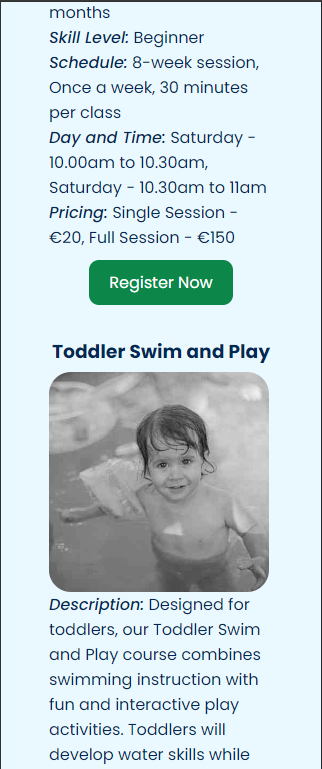 months
Skill Level: Beginner
Schedule: 8-week session,
Once a week, 30 minutes
per class
Day and Time: Saturday -
10.00am to 10.30am,
Saturday - 10.30am to 11am
Pricing: Single Session -
€20, Full Session - €150
Register Now
Toddler Swim and Play
Description: Designed for
toddlers, our Toddler Swim
and Play course combines
swimming instruction with
fun and interactive play
activities. Toddlers will
develop water skills while